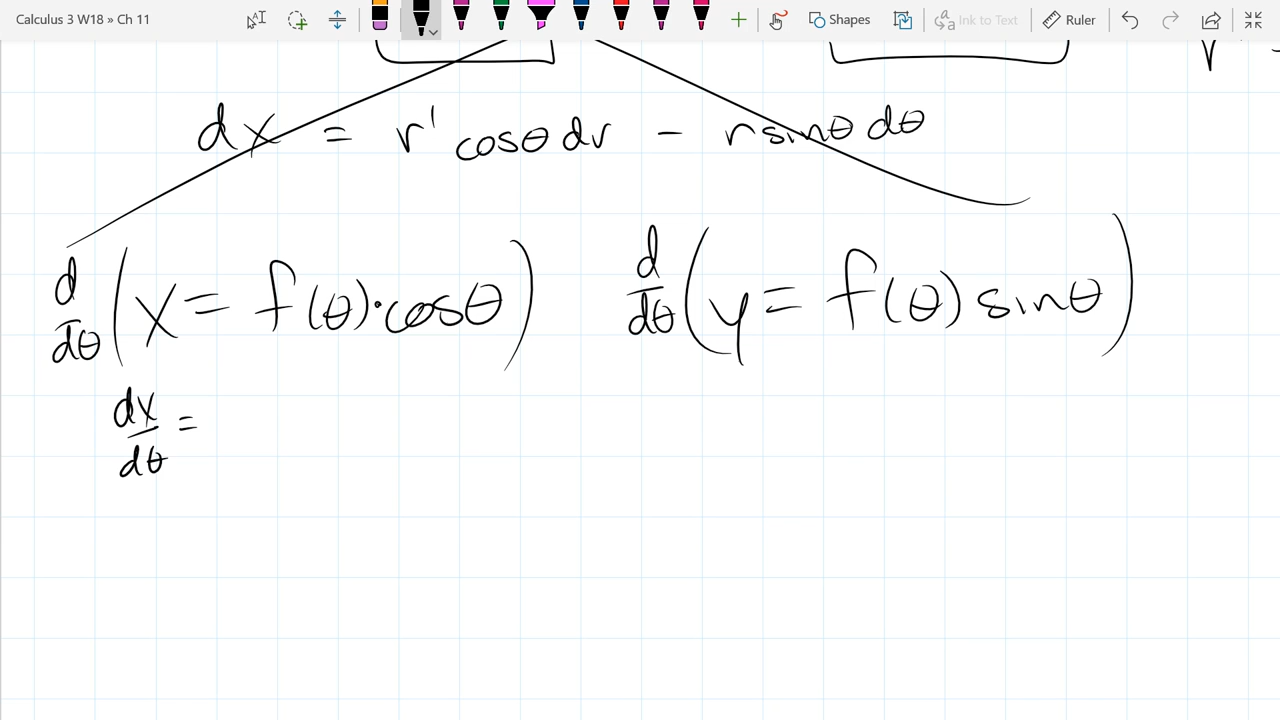 Calculus 3 W18 » Ch 11
Link to Text Shapes Ruler
dx = r' cosθ dr − r sinθ dθ
d/dθ (x = f(θ)·cosθ) d/dθ (y = f(θ) sinθ)
dx/dθ =